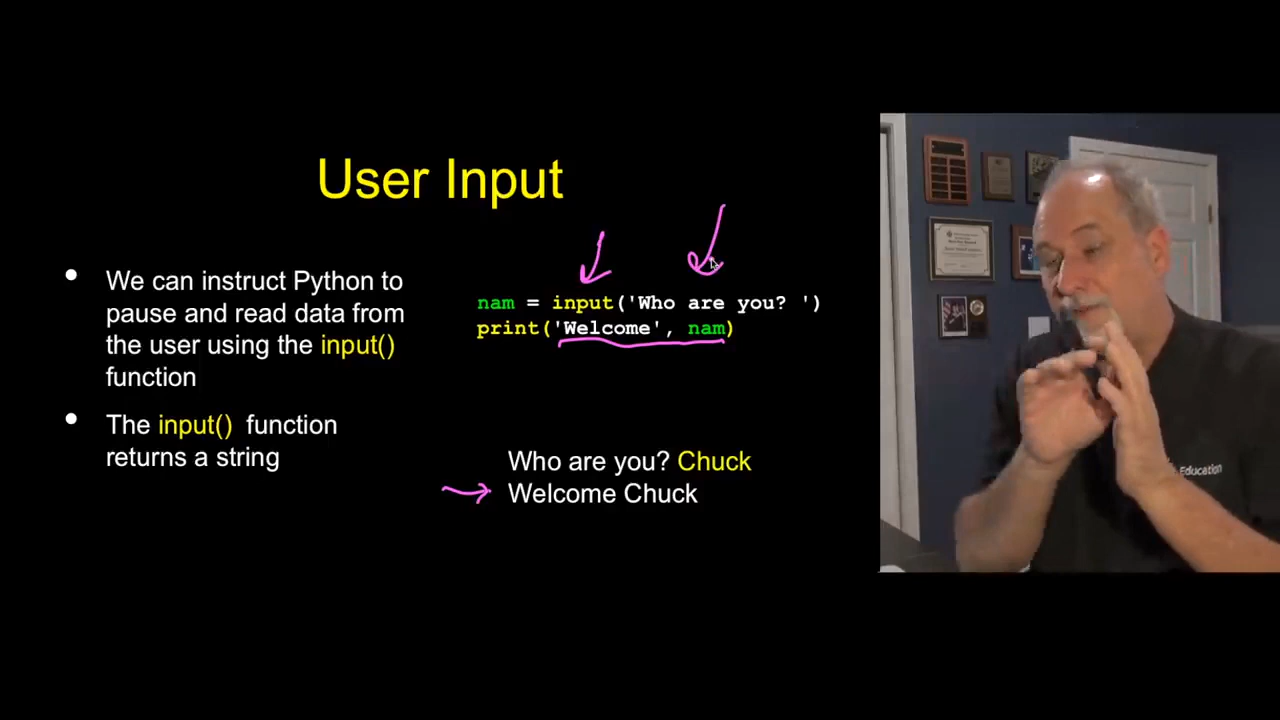 User Input
• We can instruct Python to
pause and read data from
the user using the input()
function
• The input() function
returns a string
nam = input('Who are you? ')
print('Welcome', nam)
Who are you? Chuck
Welcome Chuck
Education